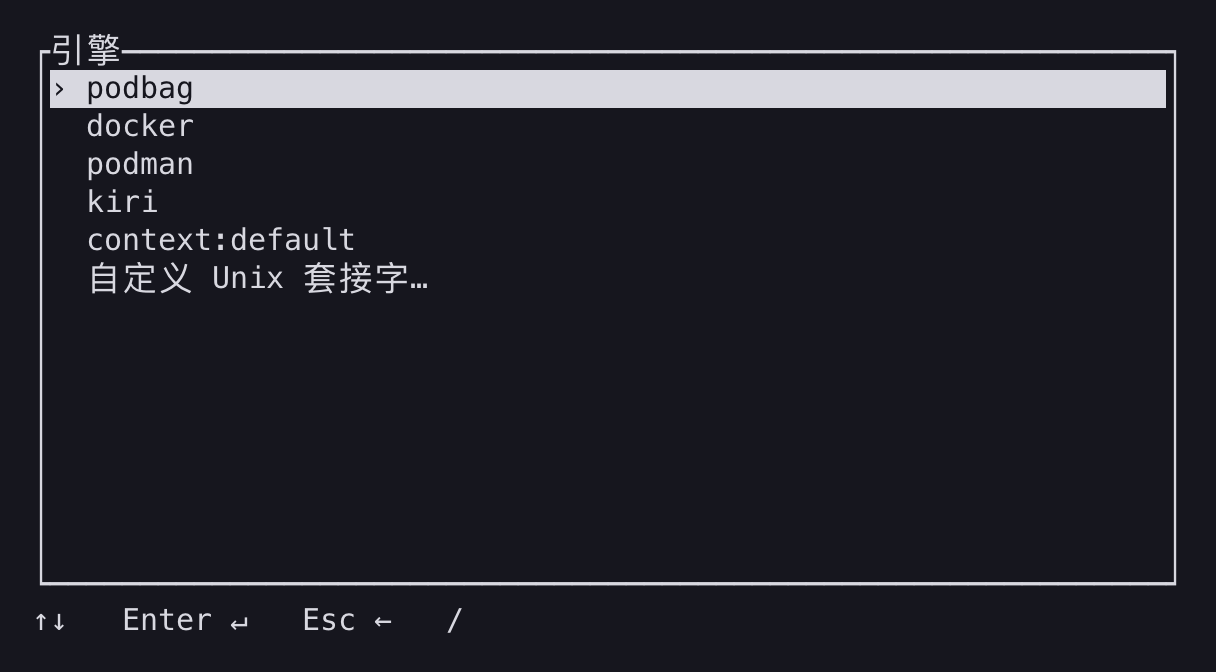 引擎
› podbag
docker
podman
kiri
context:default
自定义 Unix 套接字…
↑↓ Enter ↵ Esc ← /